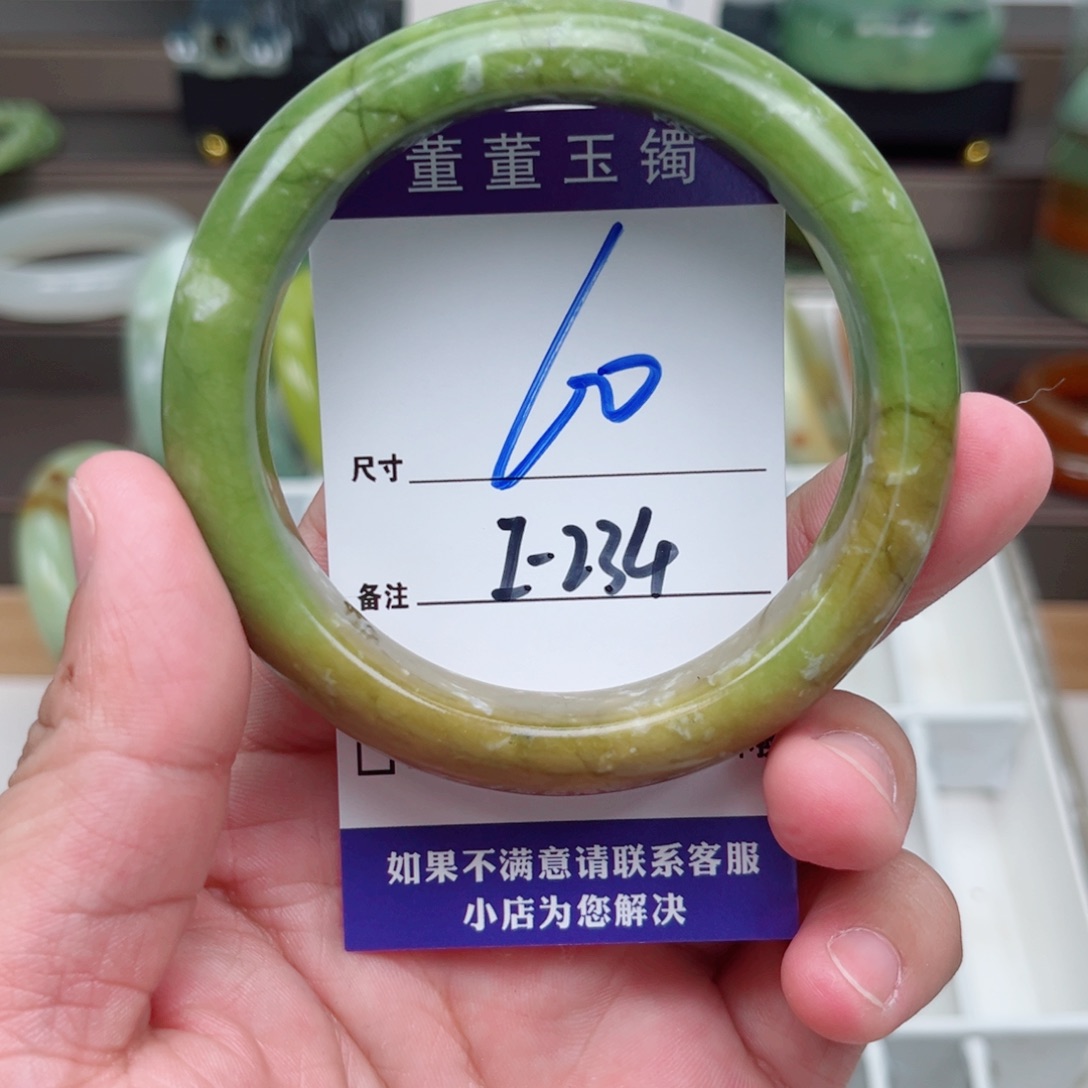 董董玉镯
尺寸 60
备注 I-234
如果不满意请联系客服
小店为您解决